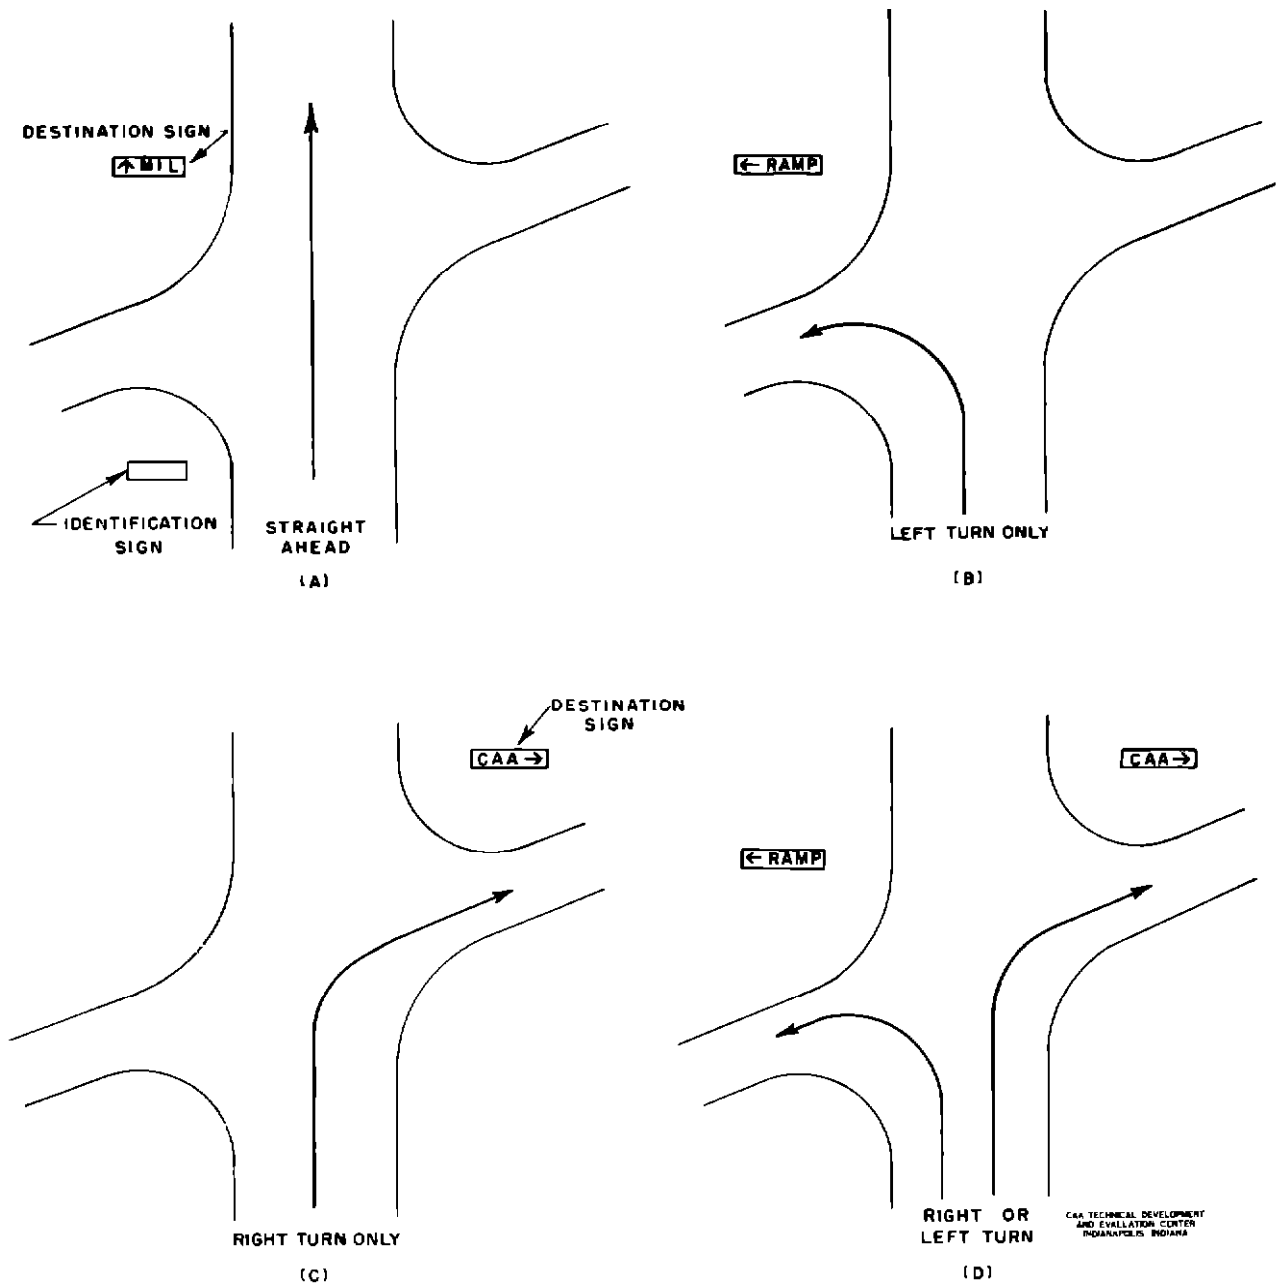 DESTINATION SIGN
↑ MIL
IDENTIFICATION
SIGN
STRAIGHT
AHEAD
(A)
← RAMP
LEFT TURN ONLY
(B)
DESTINATION
SIGN
CAA →
RIGHT TURN ONLY
(C)
CAA →
← RAMP
RIGHT OR
LEFT TURN
(D)
CAA TECHNICAL DEVELOPMENT
AND EVALUATION CENTER
INDIANAPOLIS INDIANA